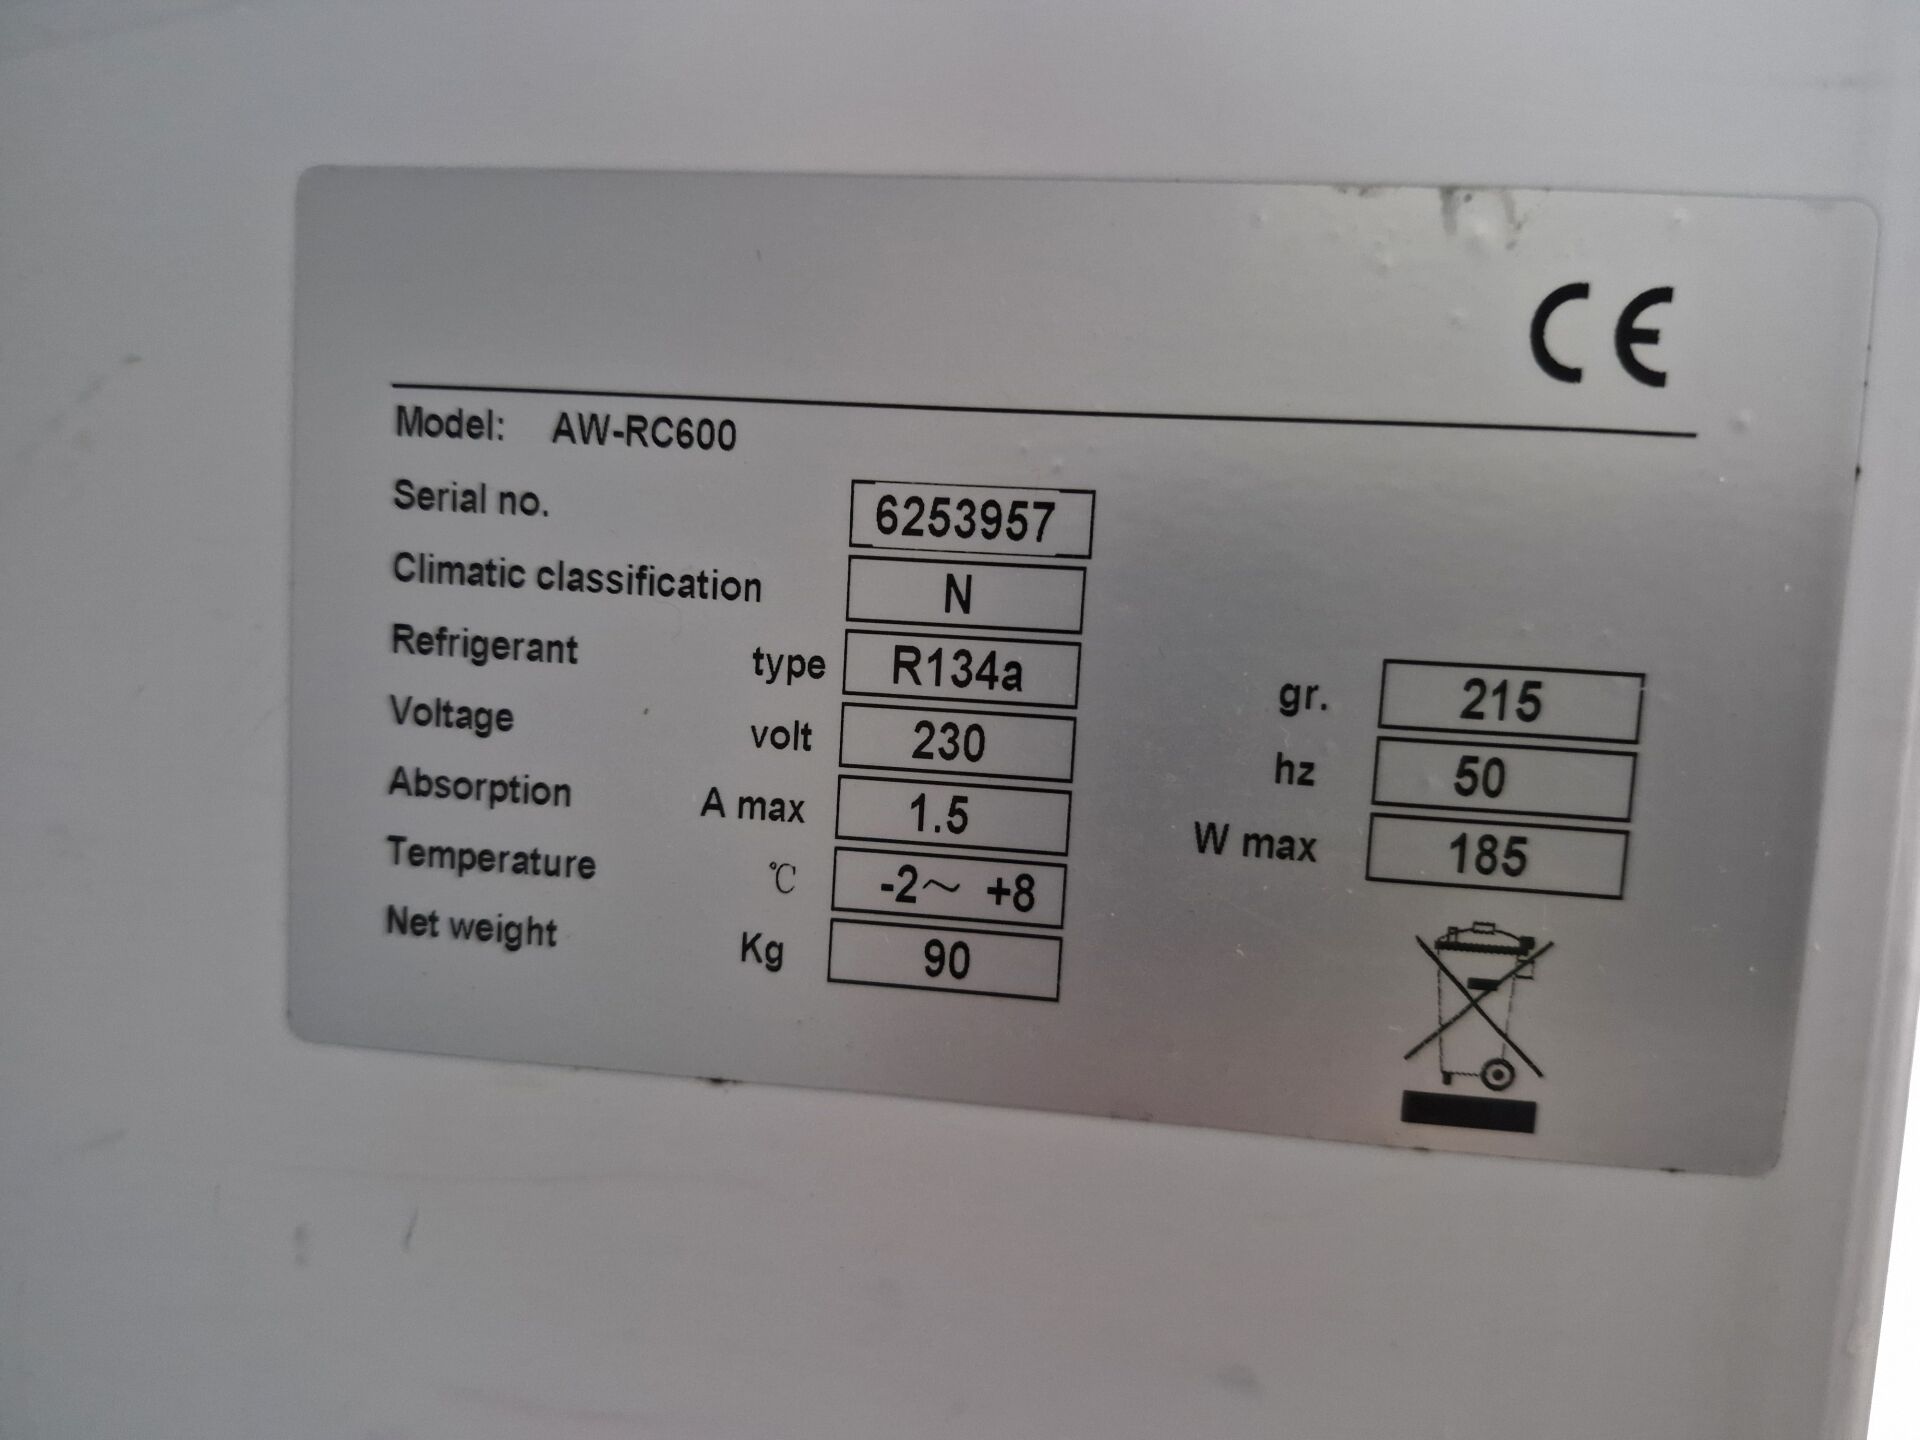 CE
Model: AW-RC600
Serial no. 6253957
Climatic classification N
Refrigerant type R134a gr. 215
Voltage volt 230 hz 50
Absorption A max 1.5 W max 185
Temperature ℃ -2～ +8
Net weight Kg 90